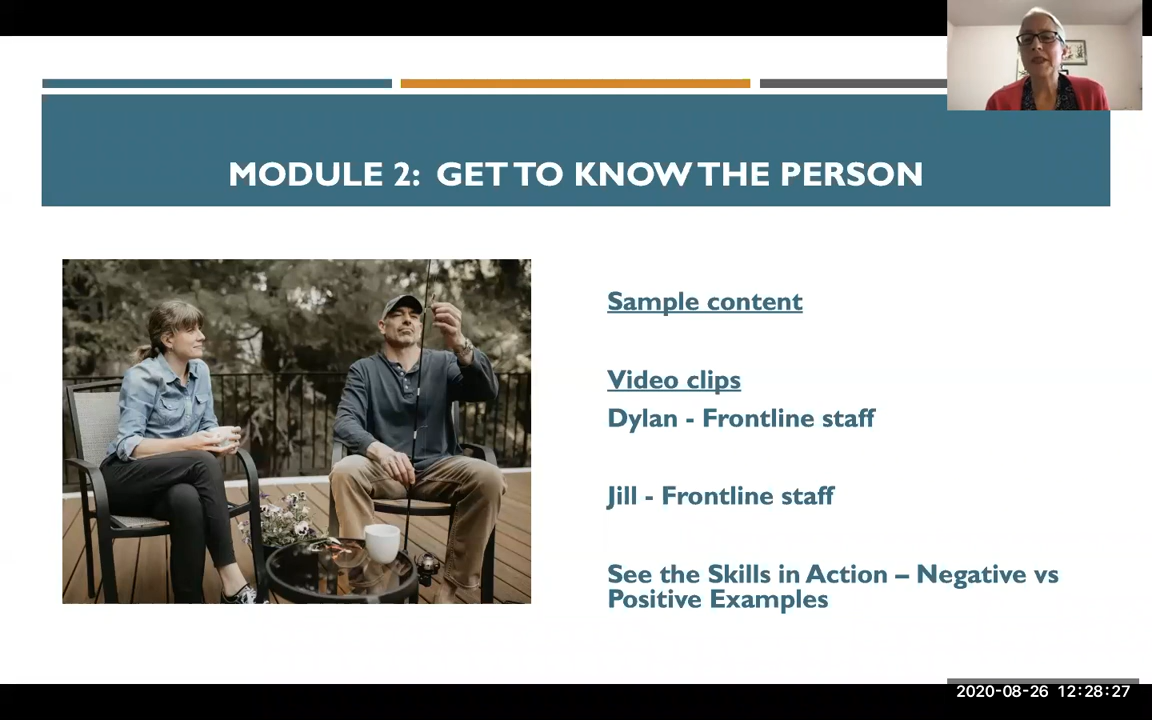 MODULE 2: GET TO KNOW THE PERSON
Sample content
Video clips
Dylan - Frontline staff
Jill - Frontline staff
See the Skills in Action – Negative vs
Positive Examples
2020-08-26 12:28:27